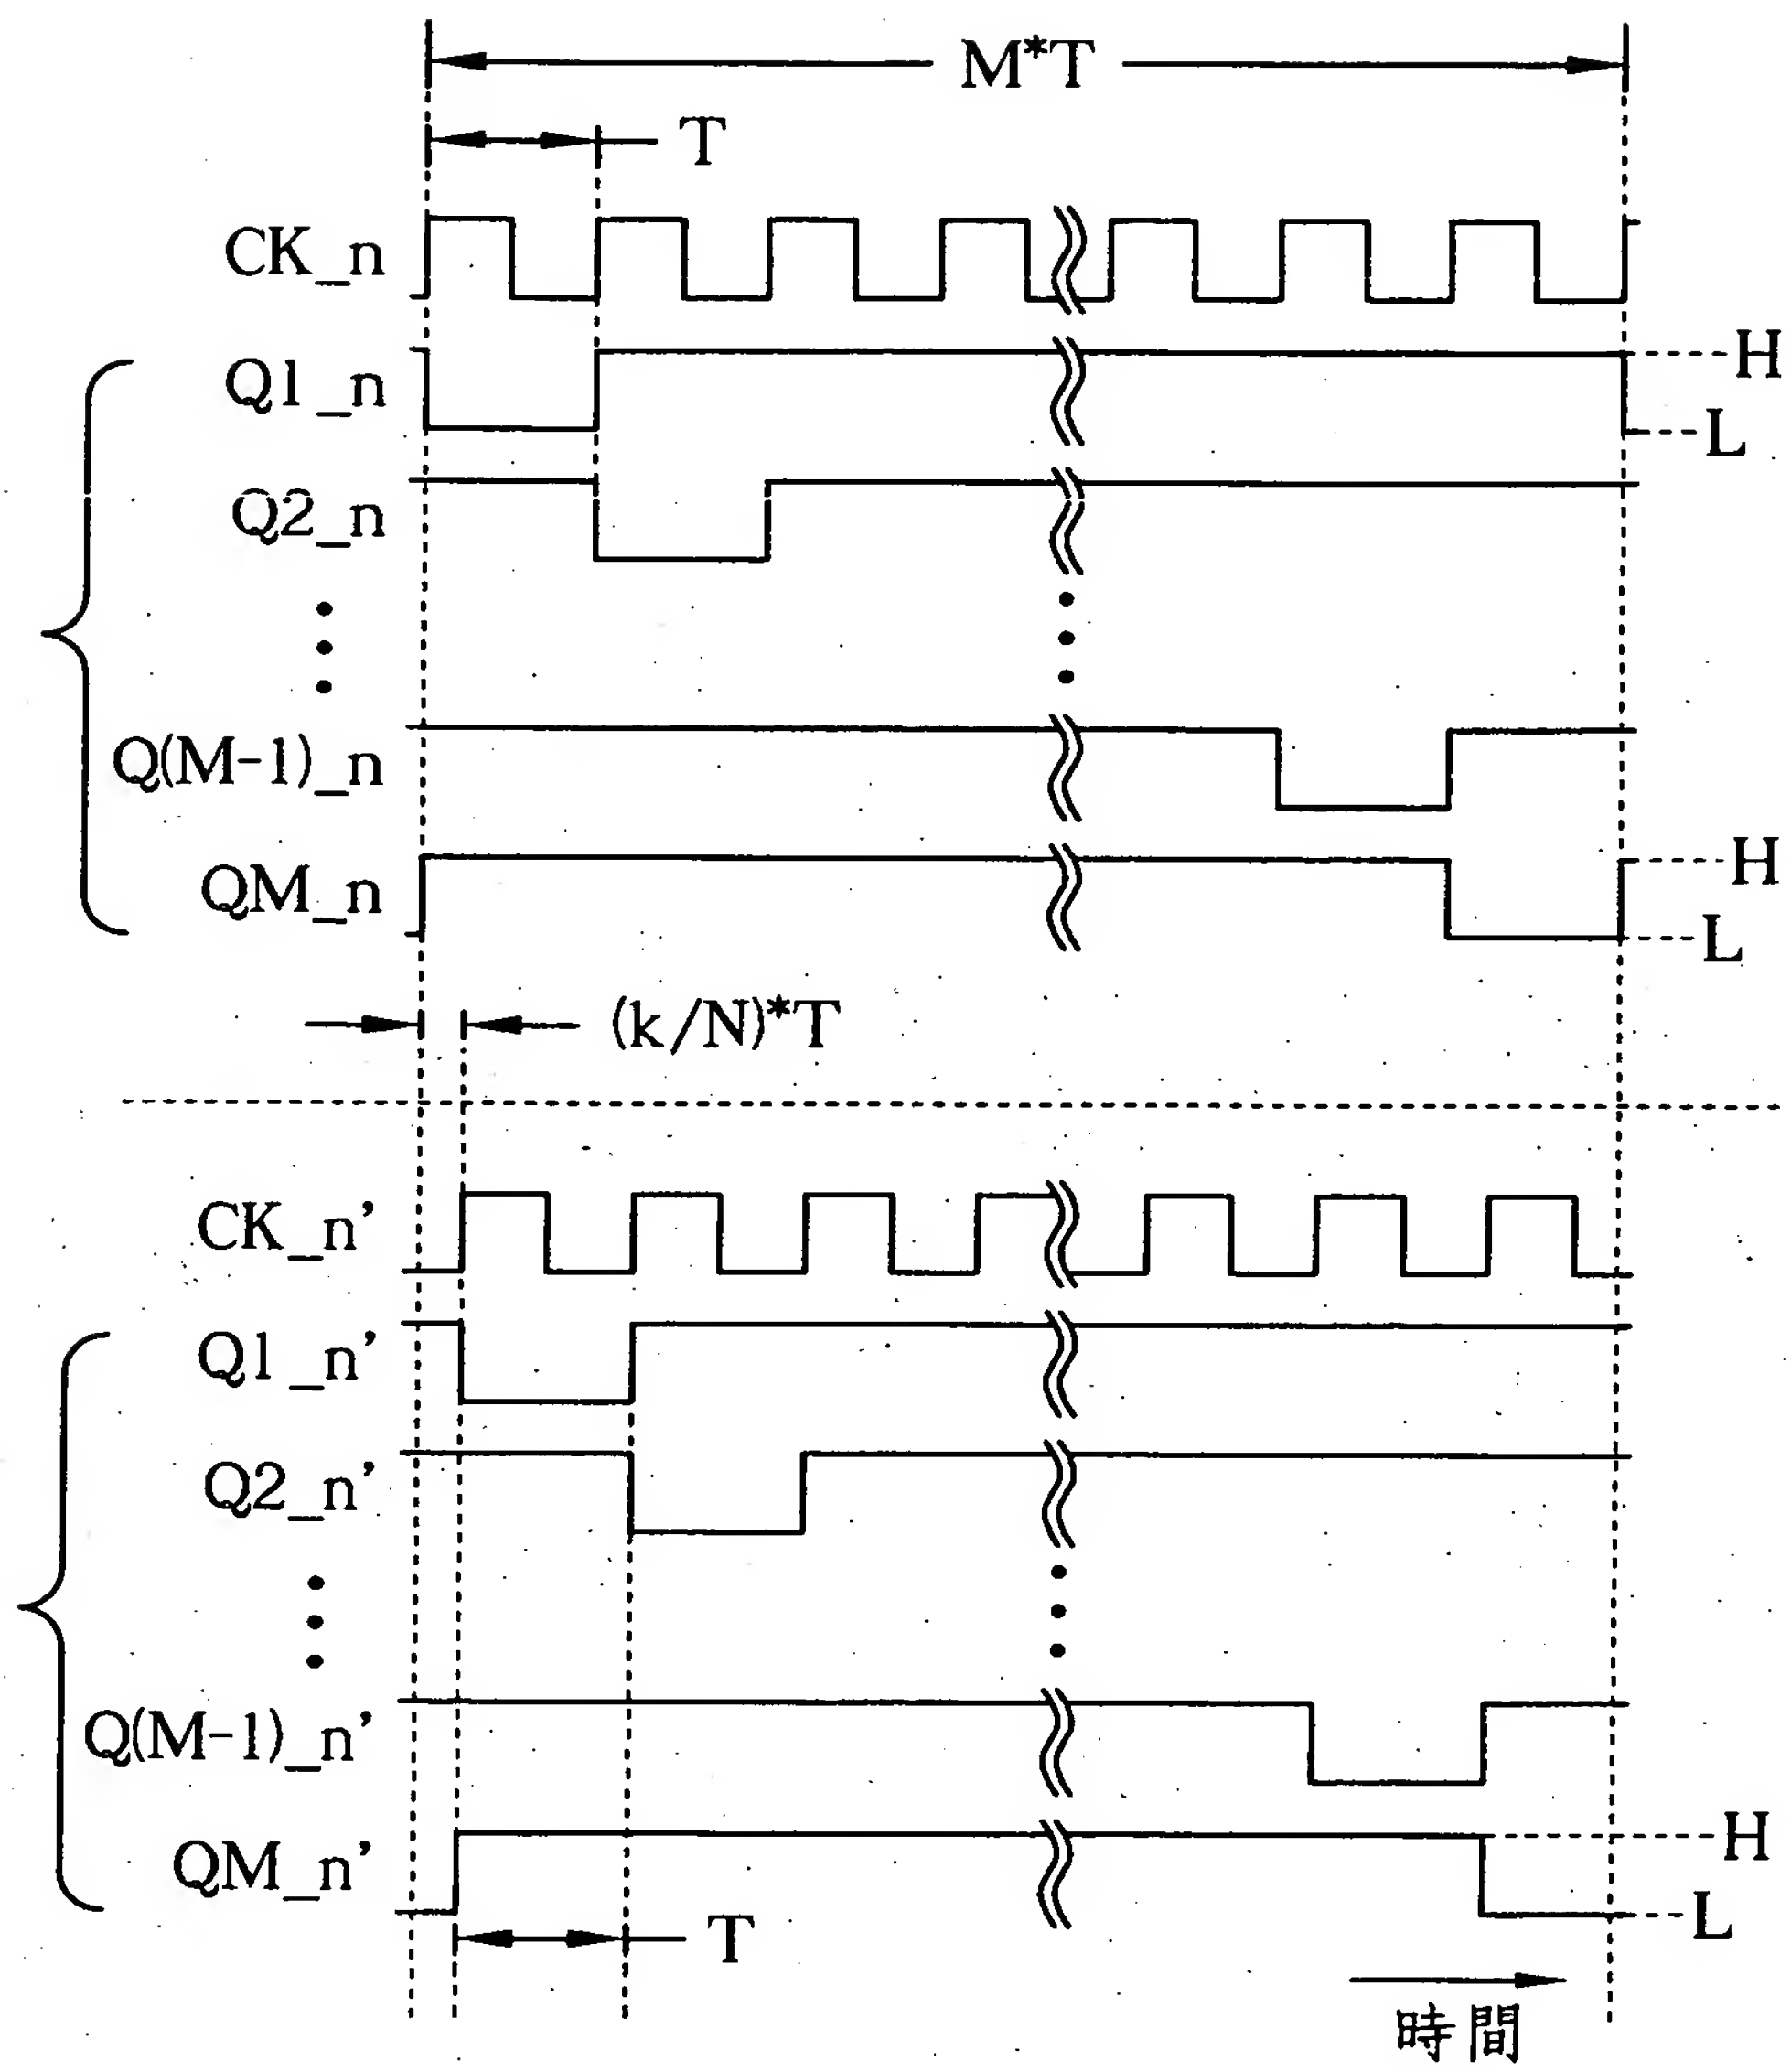 M*T
T
CK_n
Q1_n
H
L
Q2_n
Q(M-1)_n
QM_n
H
L
(k/N)*T
CK_n’
Q1_n’
Q2_n’
Q(M-1)_n’
QM_n’
H
L
T
時間